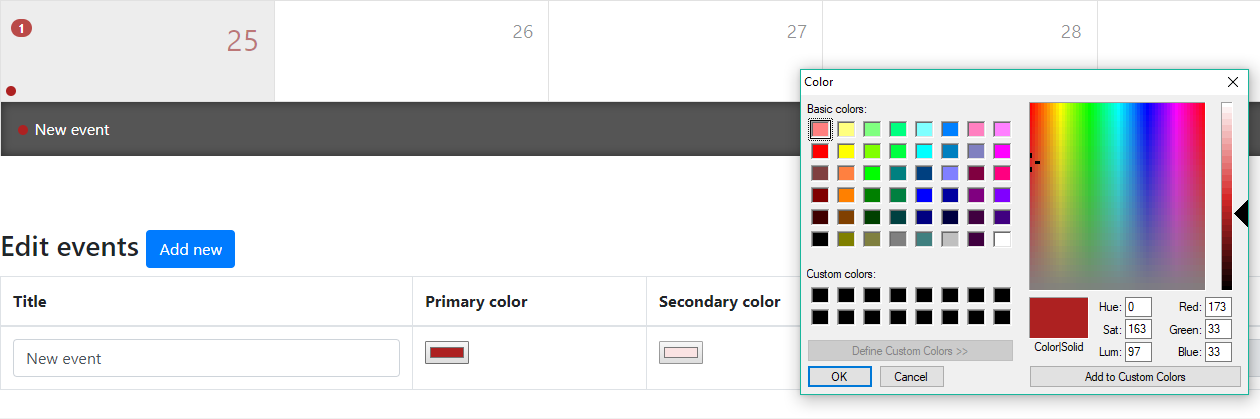 1
25
26
27
28
New event
Edit events Add new
Title Primary color Secondary color
New event
Color
Basic colors:
Custom colors:
Define Custom Colors >>
OK Cancel
Color|Solid
Hue: 0 Red: 173
Sat: 163 Green: 33
Lum: 97 Blue: 33
Add to Custom Colors